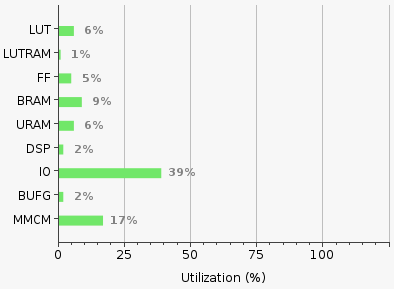 LUT 6%
LUTRAM 1%
FF 5%
BRAM 9%
URAM 6%
DSP 2%
IO 39%
BUFG 2%
MMCM 17%
0 25 50 75 100
Utilization (%)